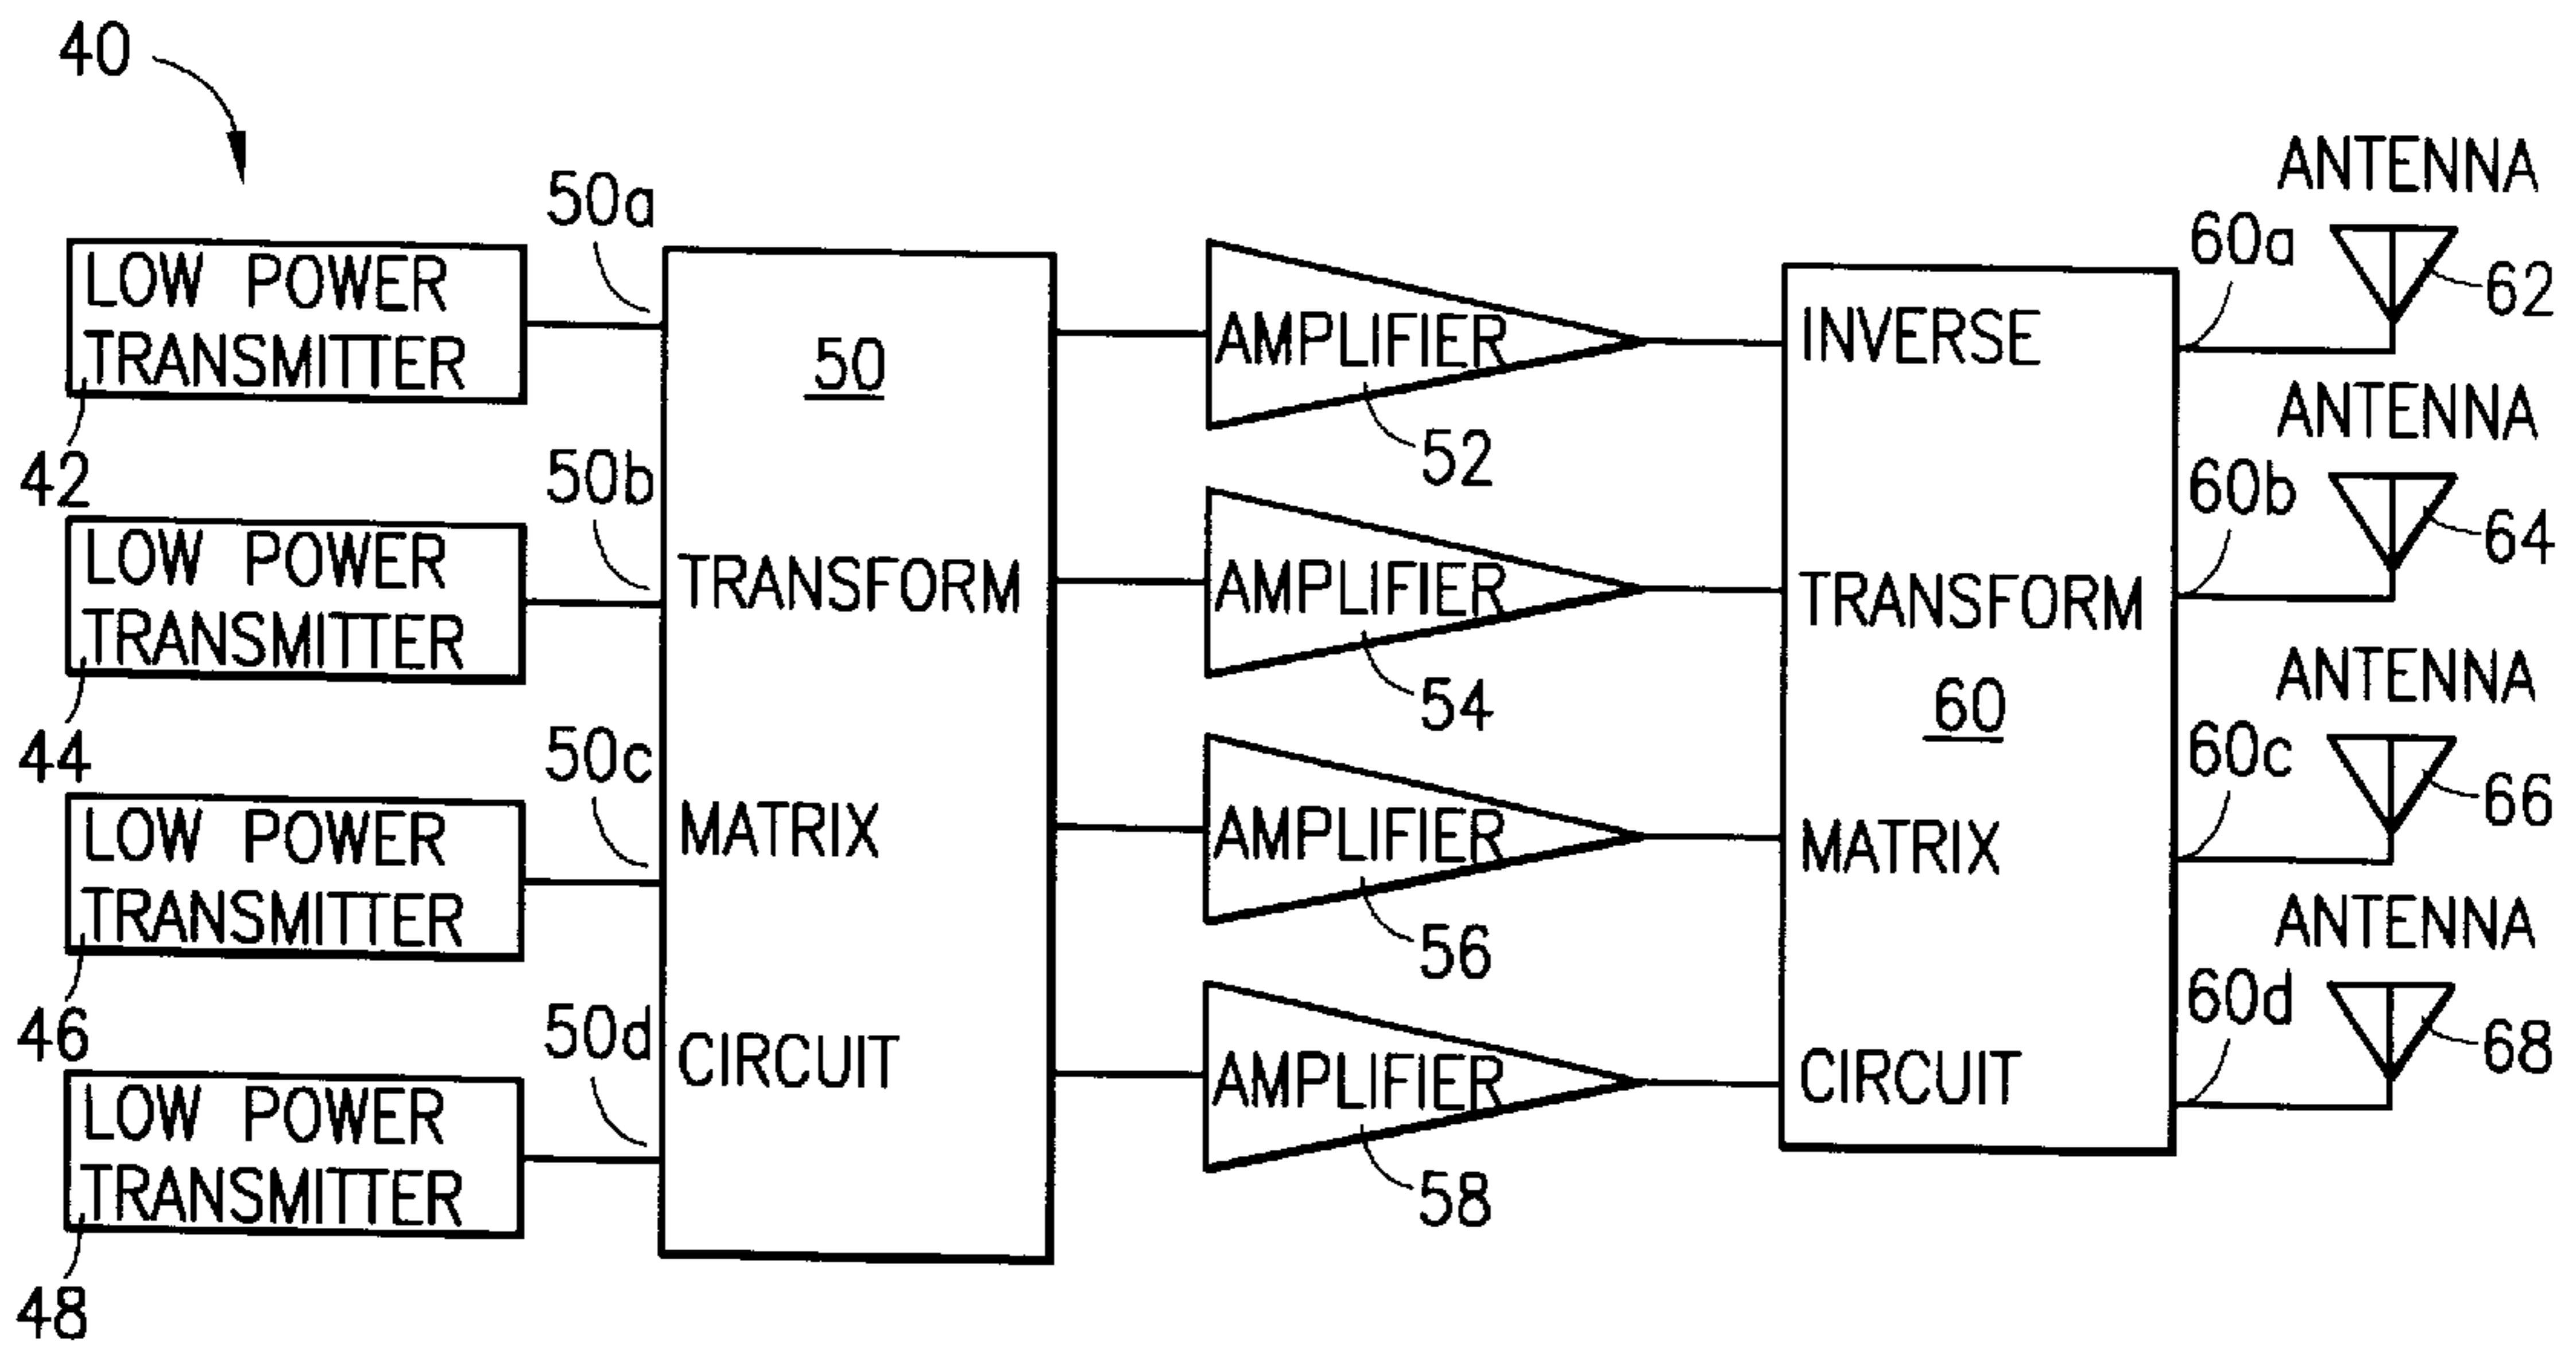 40
ANTENNA
50a
60a
62
LOW POWER
TRANSMITTER
42
50
AMPLIFIER
52
INVERSE
ANTENNA
50b
60b
64
LOW POWER
TRANSMITTER
44
TRANSFORM
AMPLIFIER
54
TRANSFORM
60
ANTENNA
50c
60c
66
LOW POWER
TRANSMITTER
46
MATRIX
AMPLIFIER
56
MATRIX
ANTENNA
50d
60d
68
LOW POWER
TRANSMITTER
48
CIRCUIT
AMPLIFIER
58
CIRCUIT